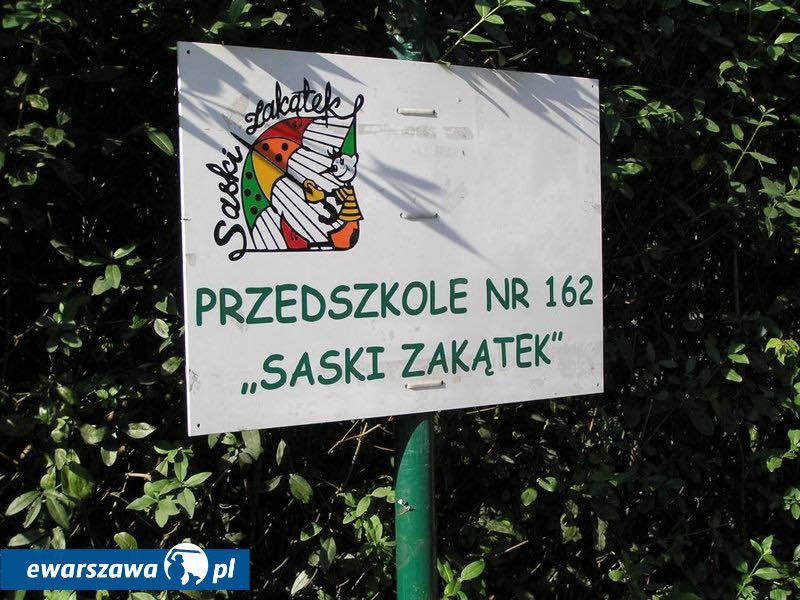 Saski Zakątek
PRZEDSZKOLE NR 162
„SASKI ZAKĄTEK”
ewarszawa.pl